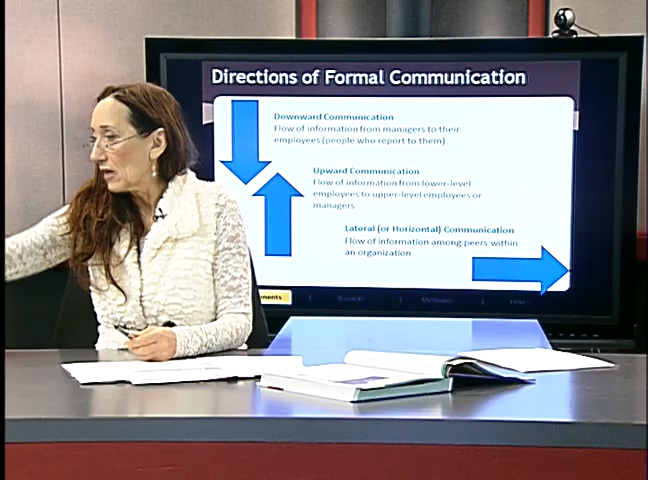 Directions of Formal Communication
Downward Communication
Flow of information from managers to their
employees (people who report to them)
Upward Communication
Flow of information from lower-level
employees to upper-level employees or
managers
Lateral (or Horizontal) Communication
Flow of information among peers within
an organization